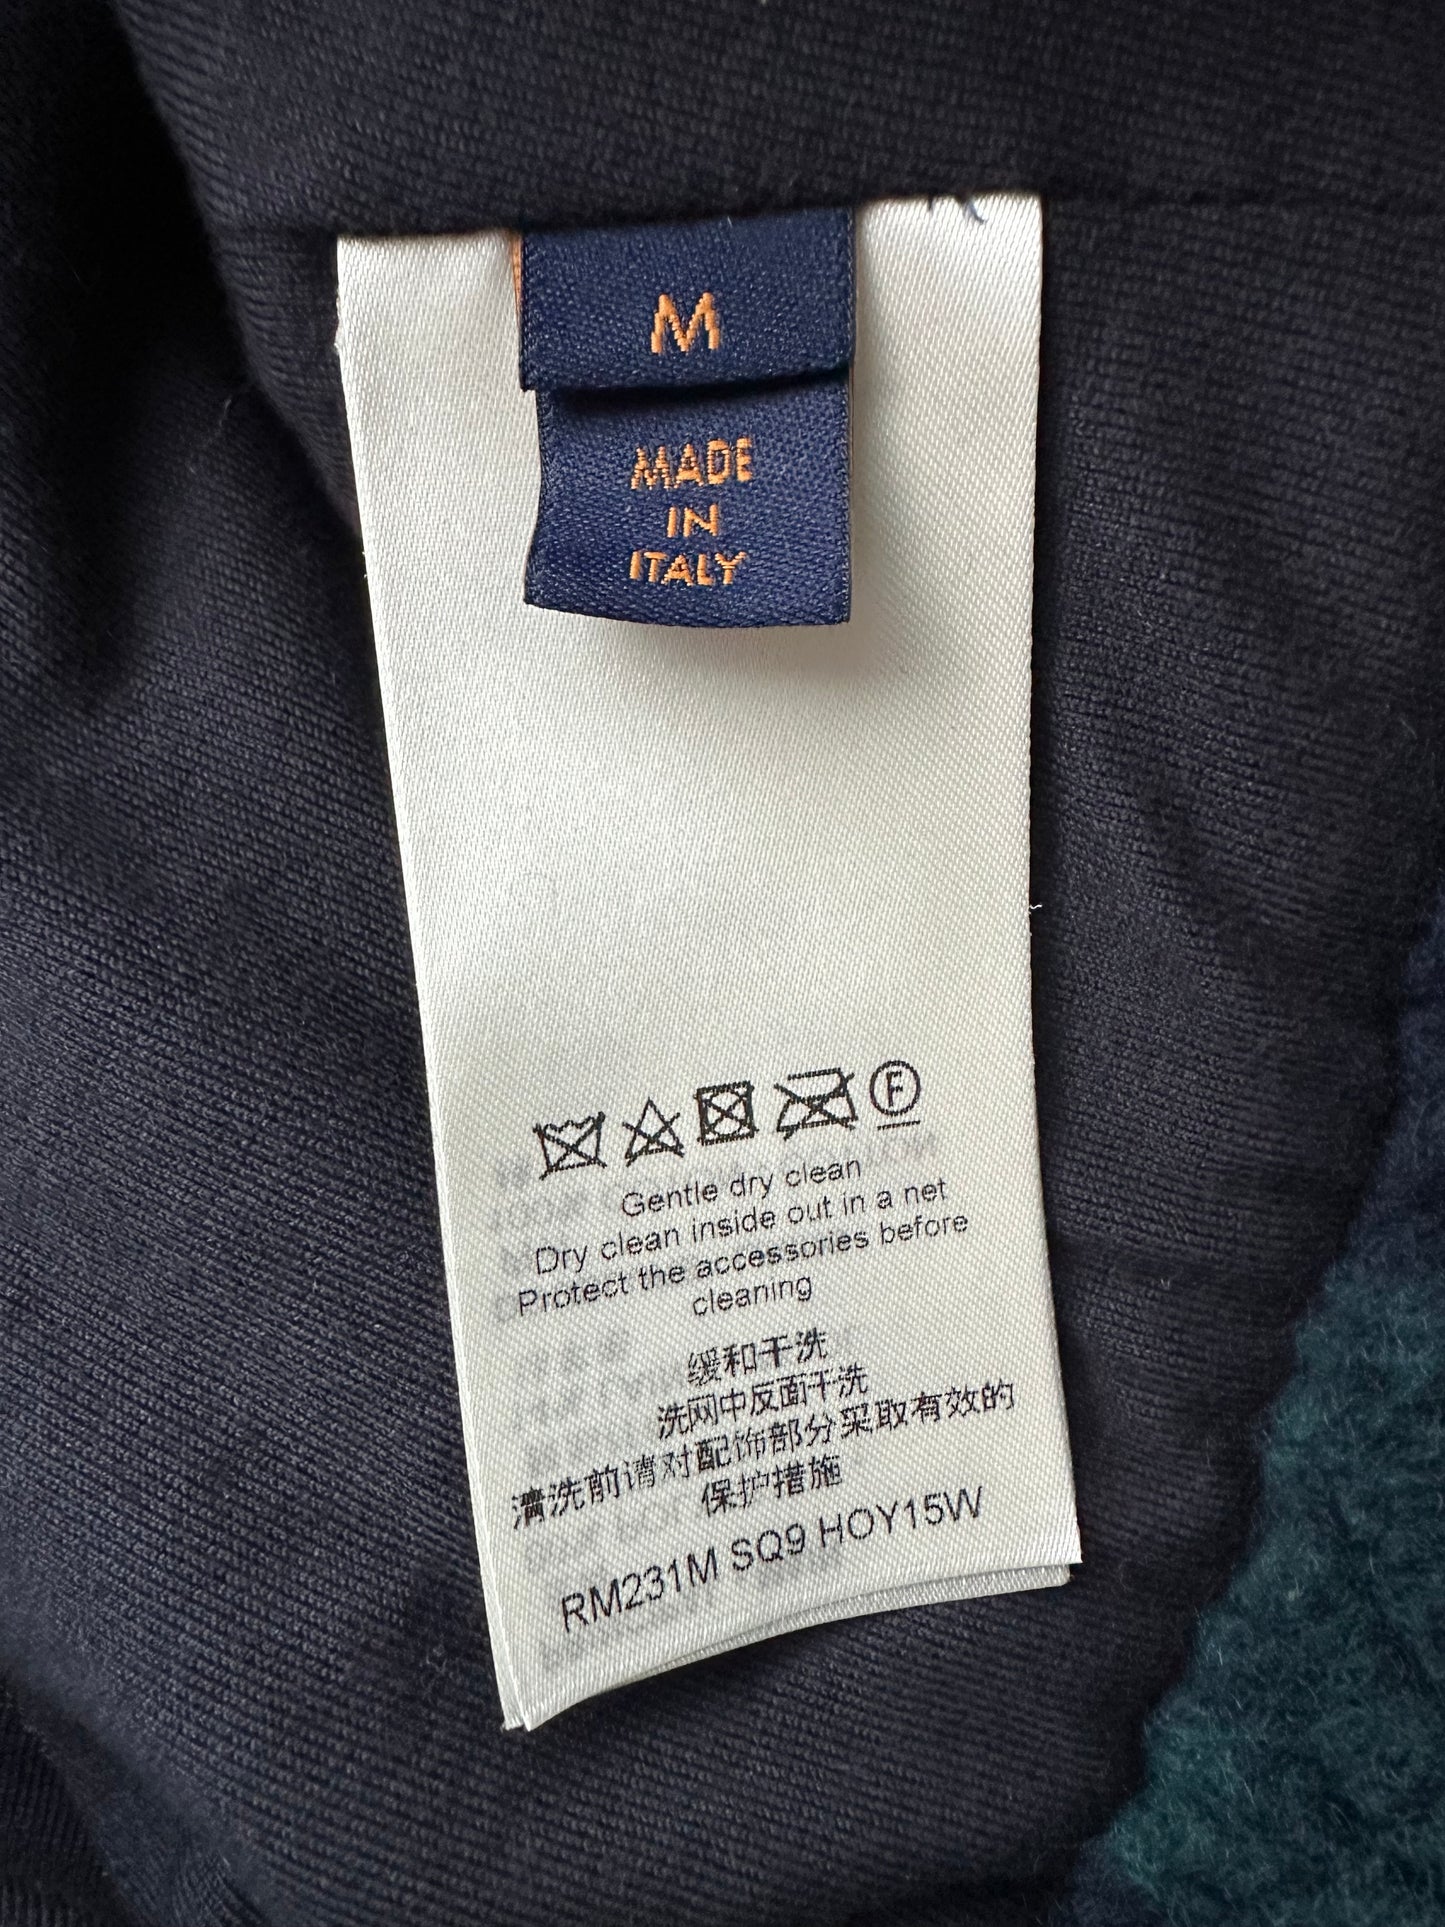 M
MADE
IN
ITALY
F
Gentle dry clean
Dry clean inside out in a net
Protect the accessories before
cleaning
缓和干洗
洗网中反面干洗
清洗前请对配饰部分采取有效的
保护措施
RM231M SQ9 HOY15W